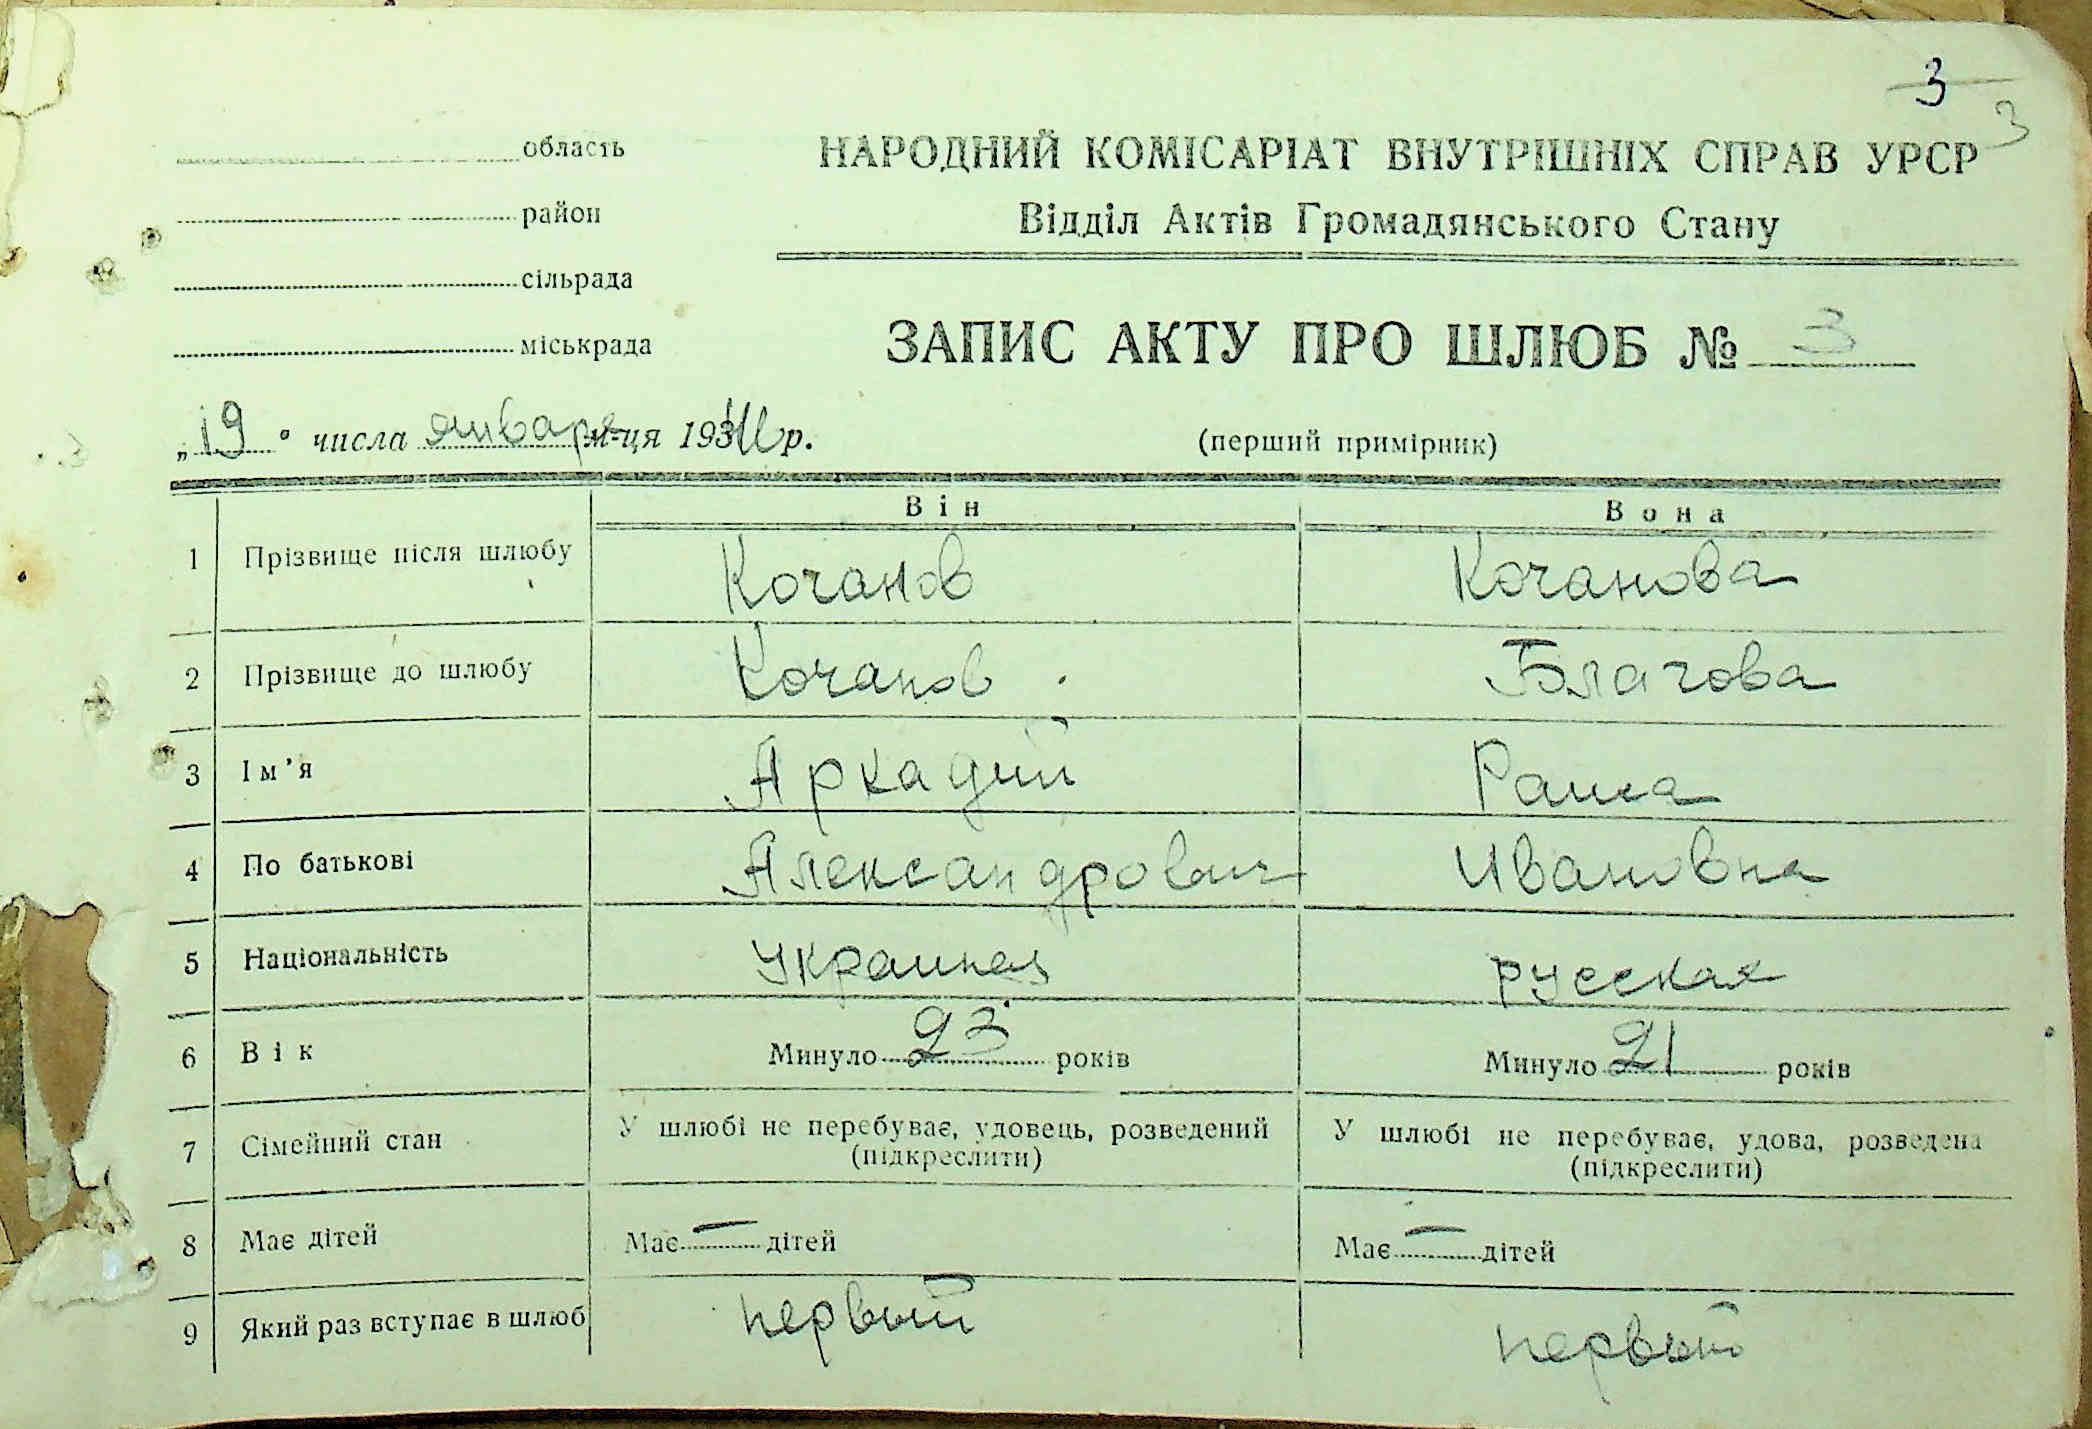 3
3
область
район
сільрада
міськрада
НАРОДНИЙ КОМІСАРІАТ ВНУТРІШНІХ СПРАВ УРСР
Відділ Актів Громадянського Стану
ЗАПИС АКТУ ПРО ШЛЮБ № 3
„19" числа января м-ця 193 р.
(перший примірник)
Він Вона
1 Прізвище після шлюбу Кочанов Кочанова
2 Прізвище до шлюбу Кочанов Благова
3 Ім'я Аркадий Раиса
4 По батькові Александрович Ивановна
5 Національність украинец русская
6 Вік Минуло 23 років Минуло 21 років
7 Сімейний стан У шлюбі не перебуває, удовець, розведений У шлюбі не перебуває, удова, розведена
(підкреслити) (підкреслити)
8 Має дітей Має — дітей Має — дітей
9 Який раз вступає в шлюб первый первый